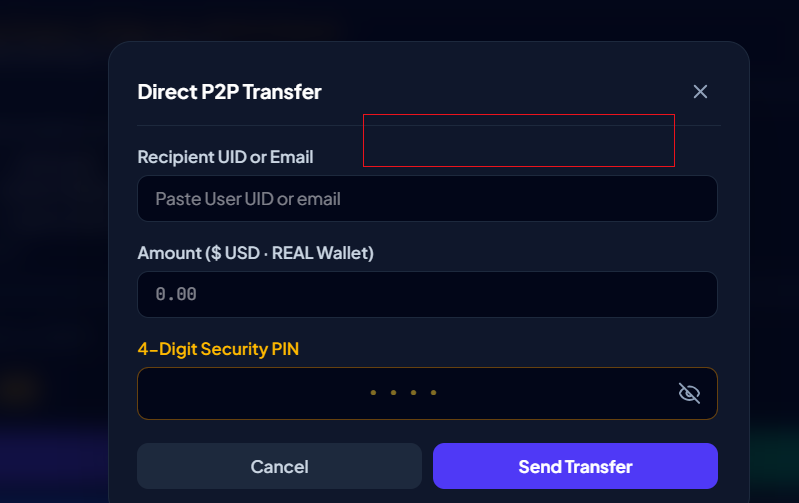 Direct P2P Transfer
Recipient UID or Email
Paste User UID or email
Amount ($ USD · REAL Wallet)
0.00
4-Digit Security PIN
• • • •
Cancel
Send Transfer